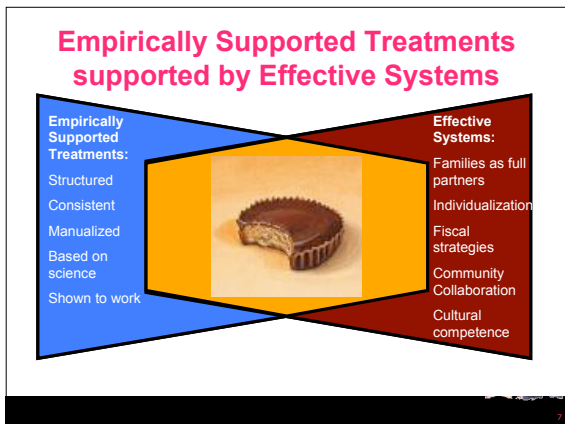 Empirically Supported Treatments
supported by Effective Systems
Empirically
Supported
Treatments:
Structured
Consistent
Manualized
Based on
science
Shown to work
Effective
Systems:
Families as full
partners
Individualization
Fiscal
strategies
Community
Collaboration
Cultural
competence
7